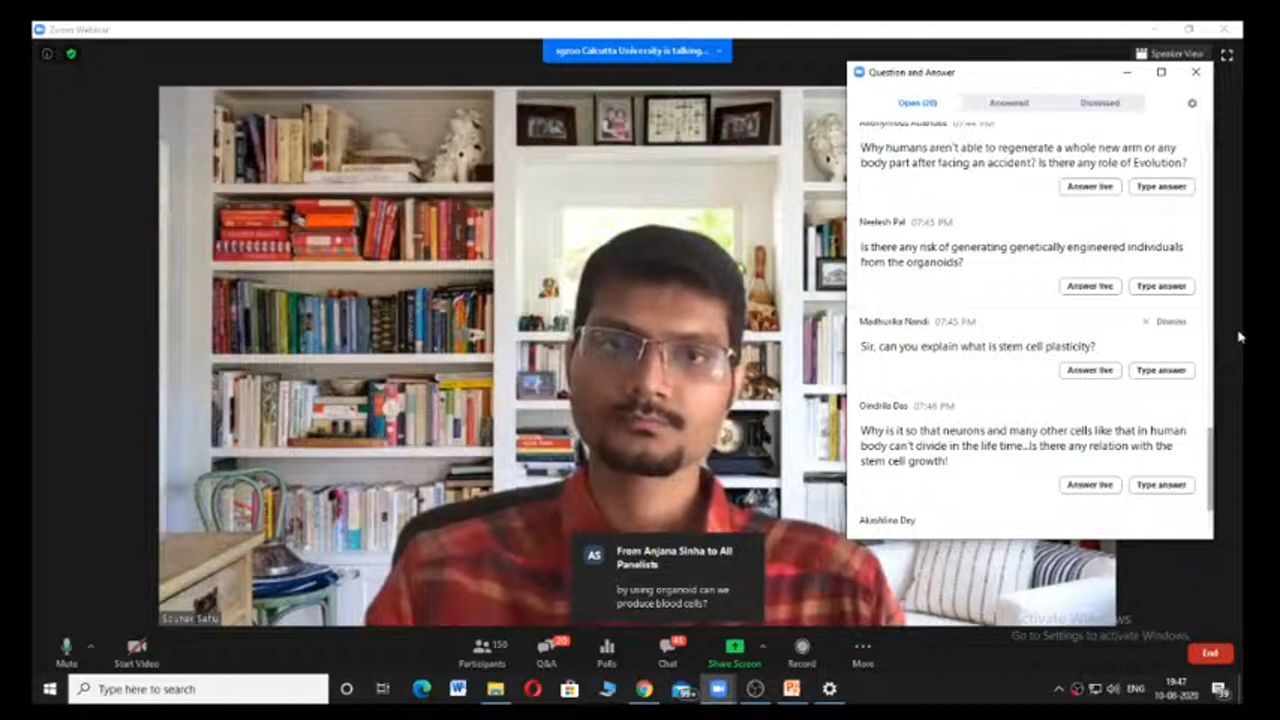 Zoom Webinar
sgzoo Calcutta University is talking...
Speaker View
Question and Answer
Open (20)
Answered
Dismissed
Anonymous Attendee 07:44 PM
Why humans aren't able to regenerate a whole new arm or any
body part after facing an accident? Is there any role of Evolution?
Answer live
Type answer
Neelesh Pal 07:45 PM
Is there any risk of generating genetically engineered individuals
from the organoids?
Answer live
Type answer
Madhurika Nandi 07:45 PM
Dismiss
Sir, can you explain what is stem cell plasticity?
Answer live
Type answer
Oindrila Das 07:46 PM
Why is it so that neurons and many other cells like that in human
body can't divide in the life time...Is there any relation with the
stem cell growth!
Answer live
Type answer
Akashlina Dey
AS
From Anjana Sinha to All
Panelists
by using organoid can we
produce blood cells?
Sounak Sahu
Activate Windows
Go to Settings to activate Windows.
Mute
Start Video
150
Participants
20
Q&A
Polls
48
Chat
Share Screen
Record
More
End
Type here to search
99+
ENG
19:47
10-08-2020
39